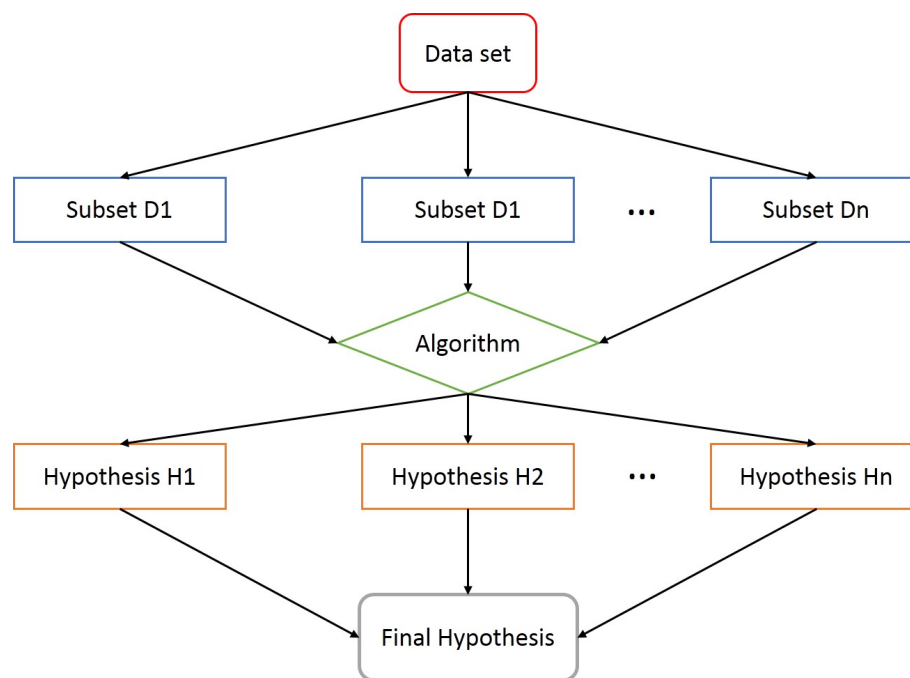 Data set
Subset D1
Subset D1
...
Subset Dn
Algorithm
Hypothesis H1
Hypothesis H2
...
Hypothesis Hn
Final Hypothesis